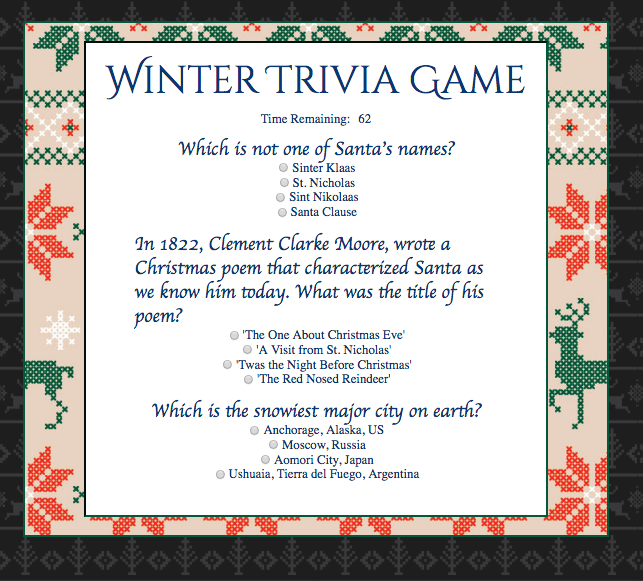 Winter Trivia Game
Time Remaining: 62
Which is not one of Santa's names?
Sinter Klaas
St. Nicholas
Sint Nikolaas
Santa Clause
In 1822, Clement Clarke Moore, wrote a
Christmas poem that characterized Santa as
we know him today. What was the title of his
poem?
'The One About Christmas Eve'
'A Visit from St. Nicholas'
'Twas the Night Before Christmas'
'The Red Nosed Reindeer'
Which is the snowiest major city on earth?
Anchorage, Alaska, US
Moscow, Russia
Aomori City, Japan
Ushuaia, Tierra del Fuego, Argentina